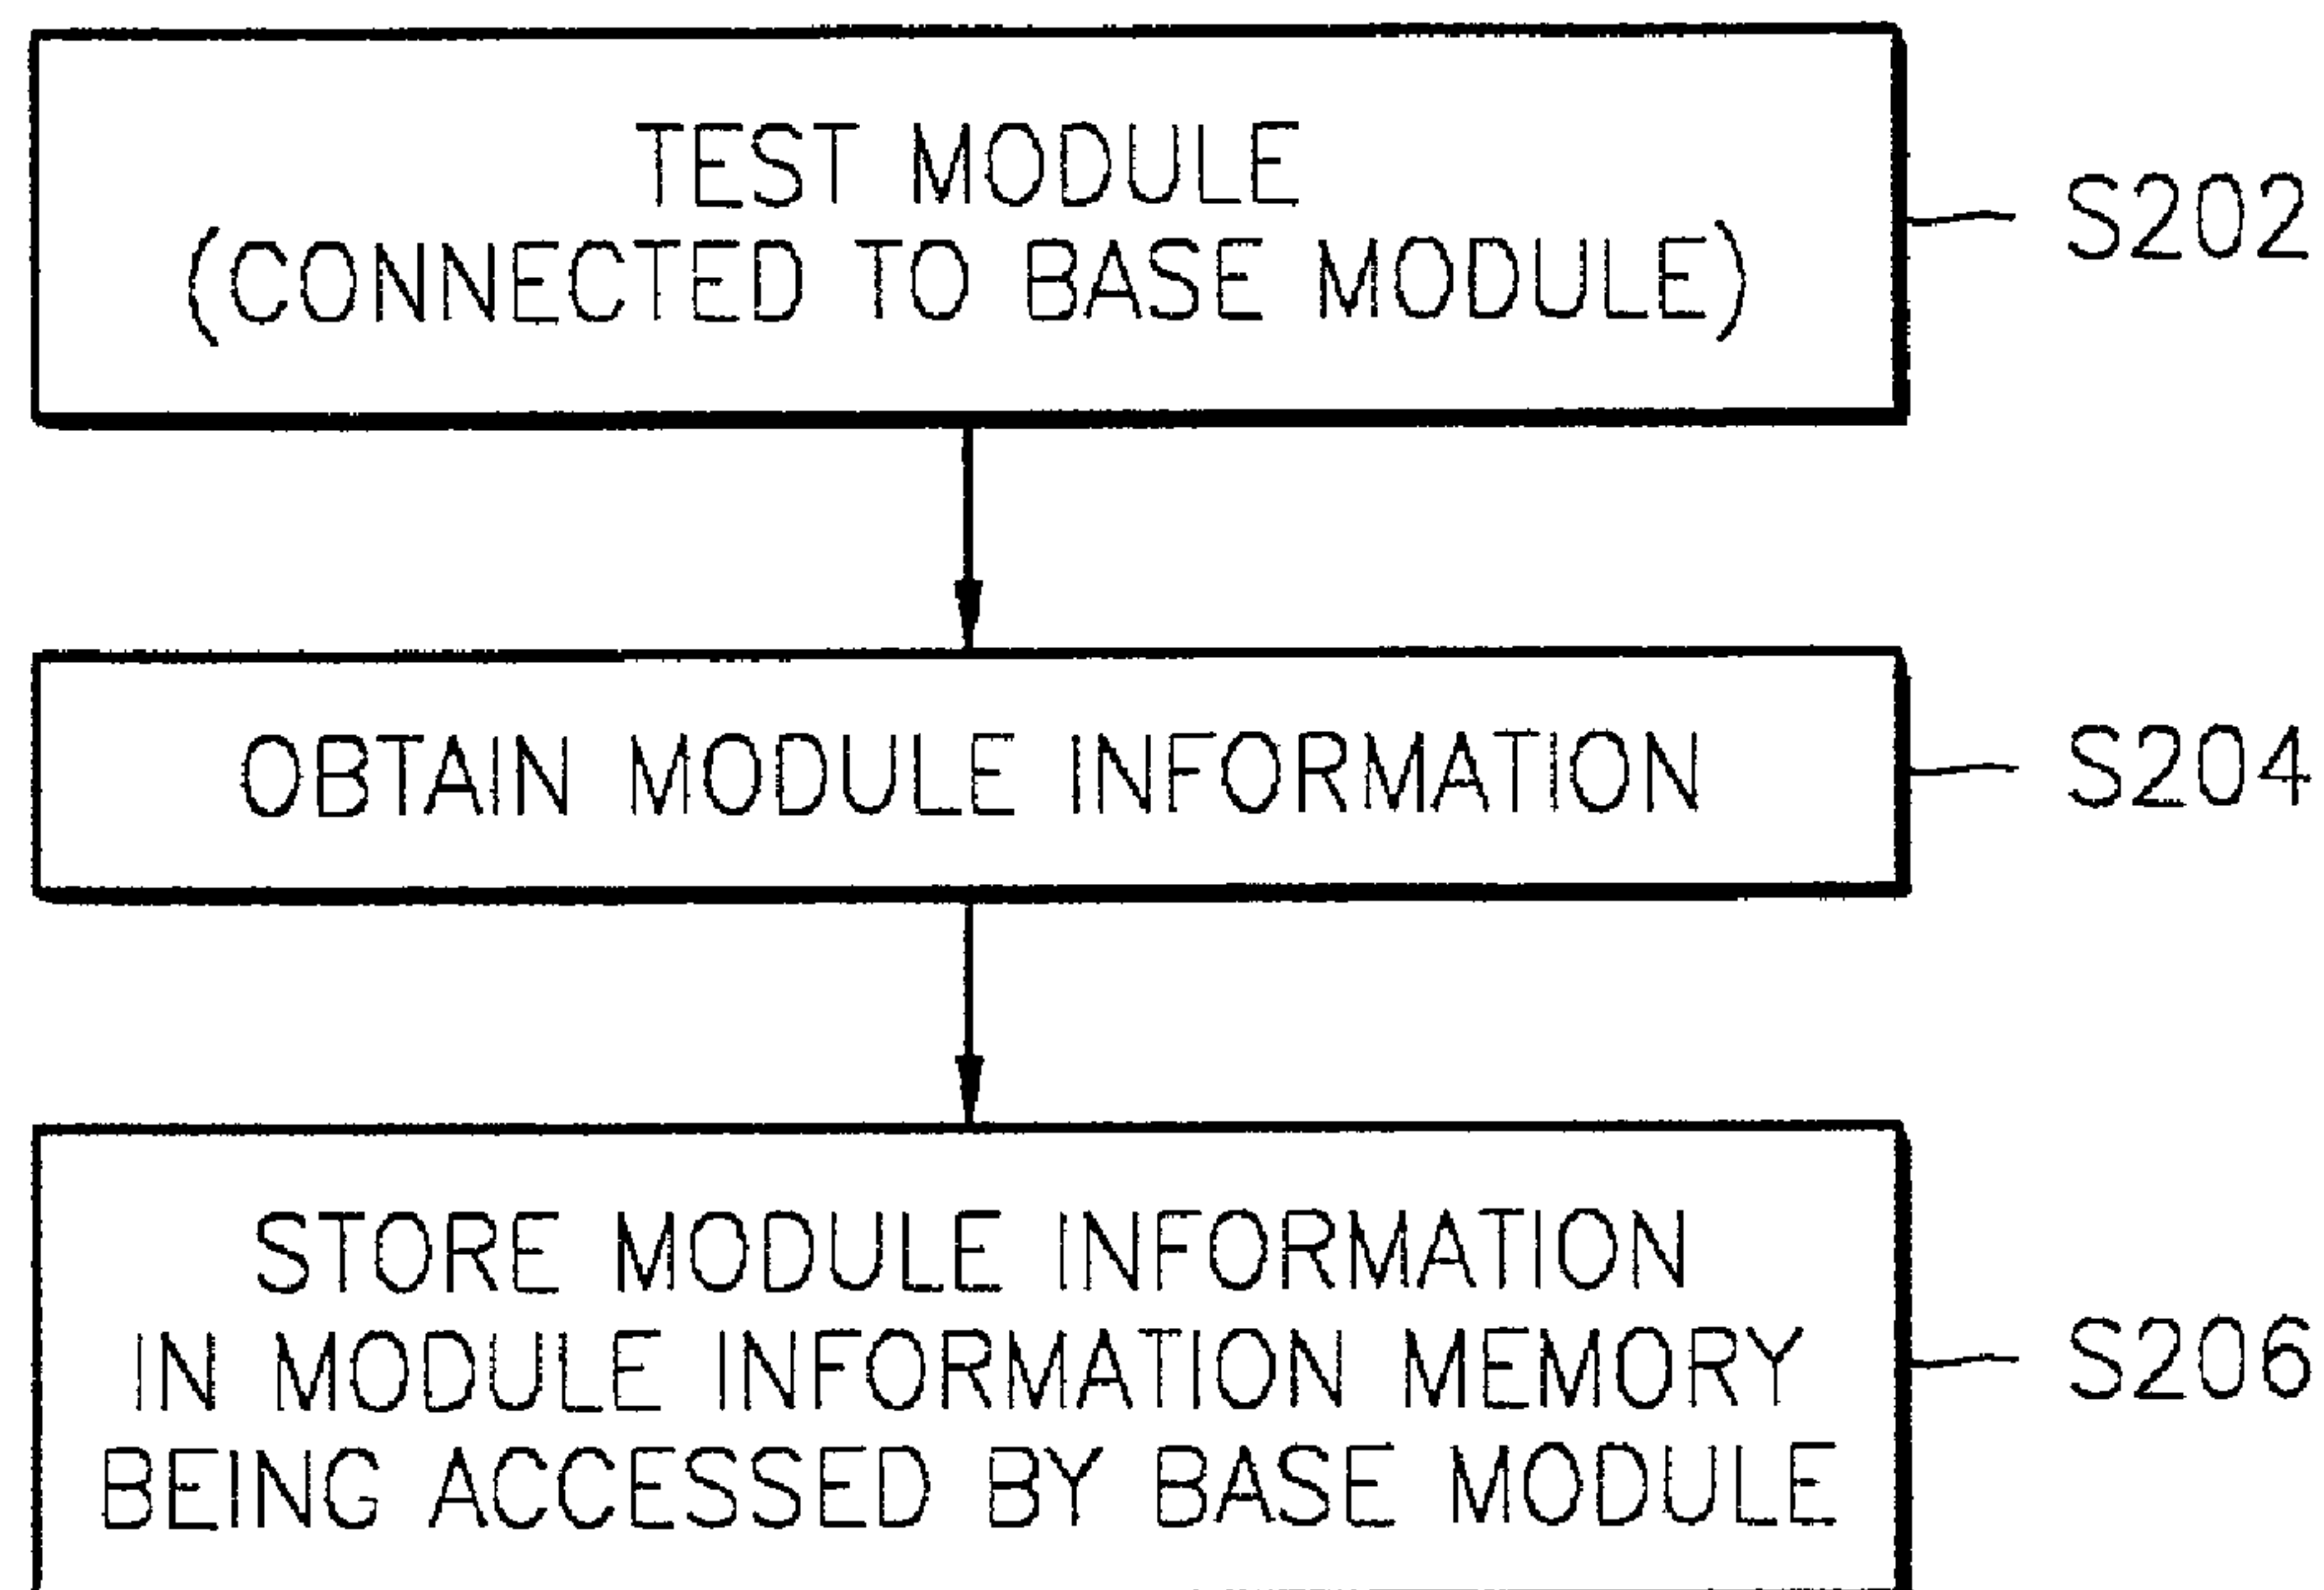 TEST MODULE
(CONNECTED TO BASE MODULE)
S202
OBTAIN MODULE INFORMATION
S204
STORE MODULE INFORMATION
IN MODULE INFORMATION MEMORY
BEING ACCESSED BY BASE MODULE
S206